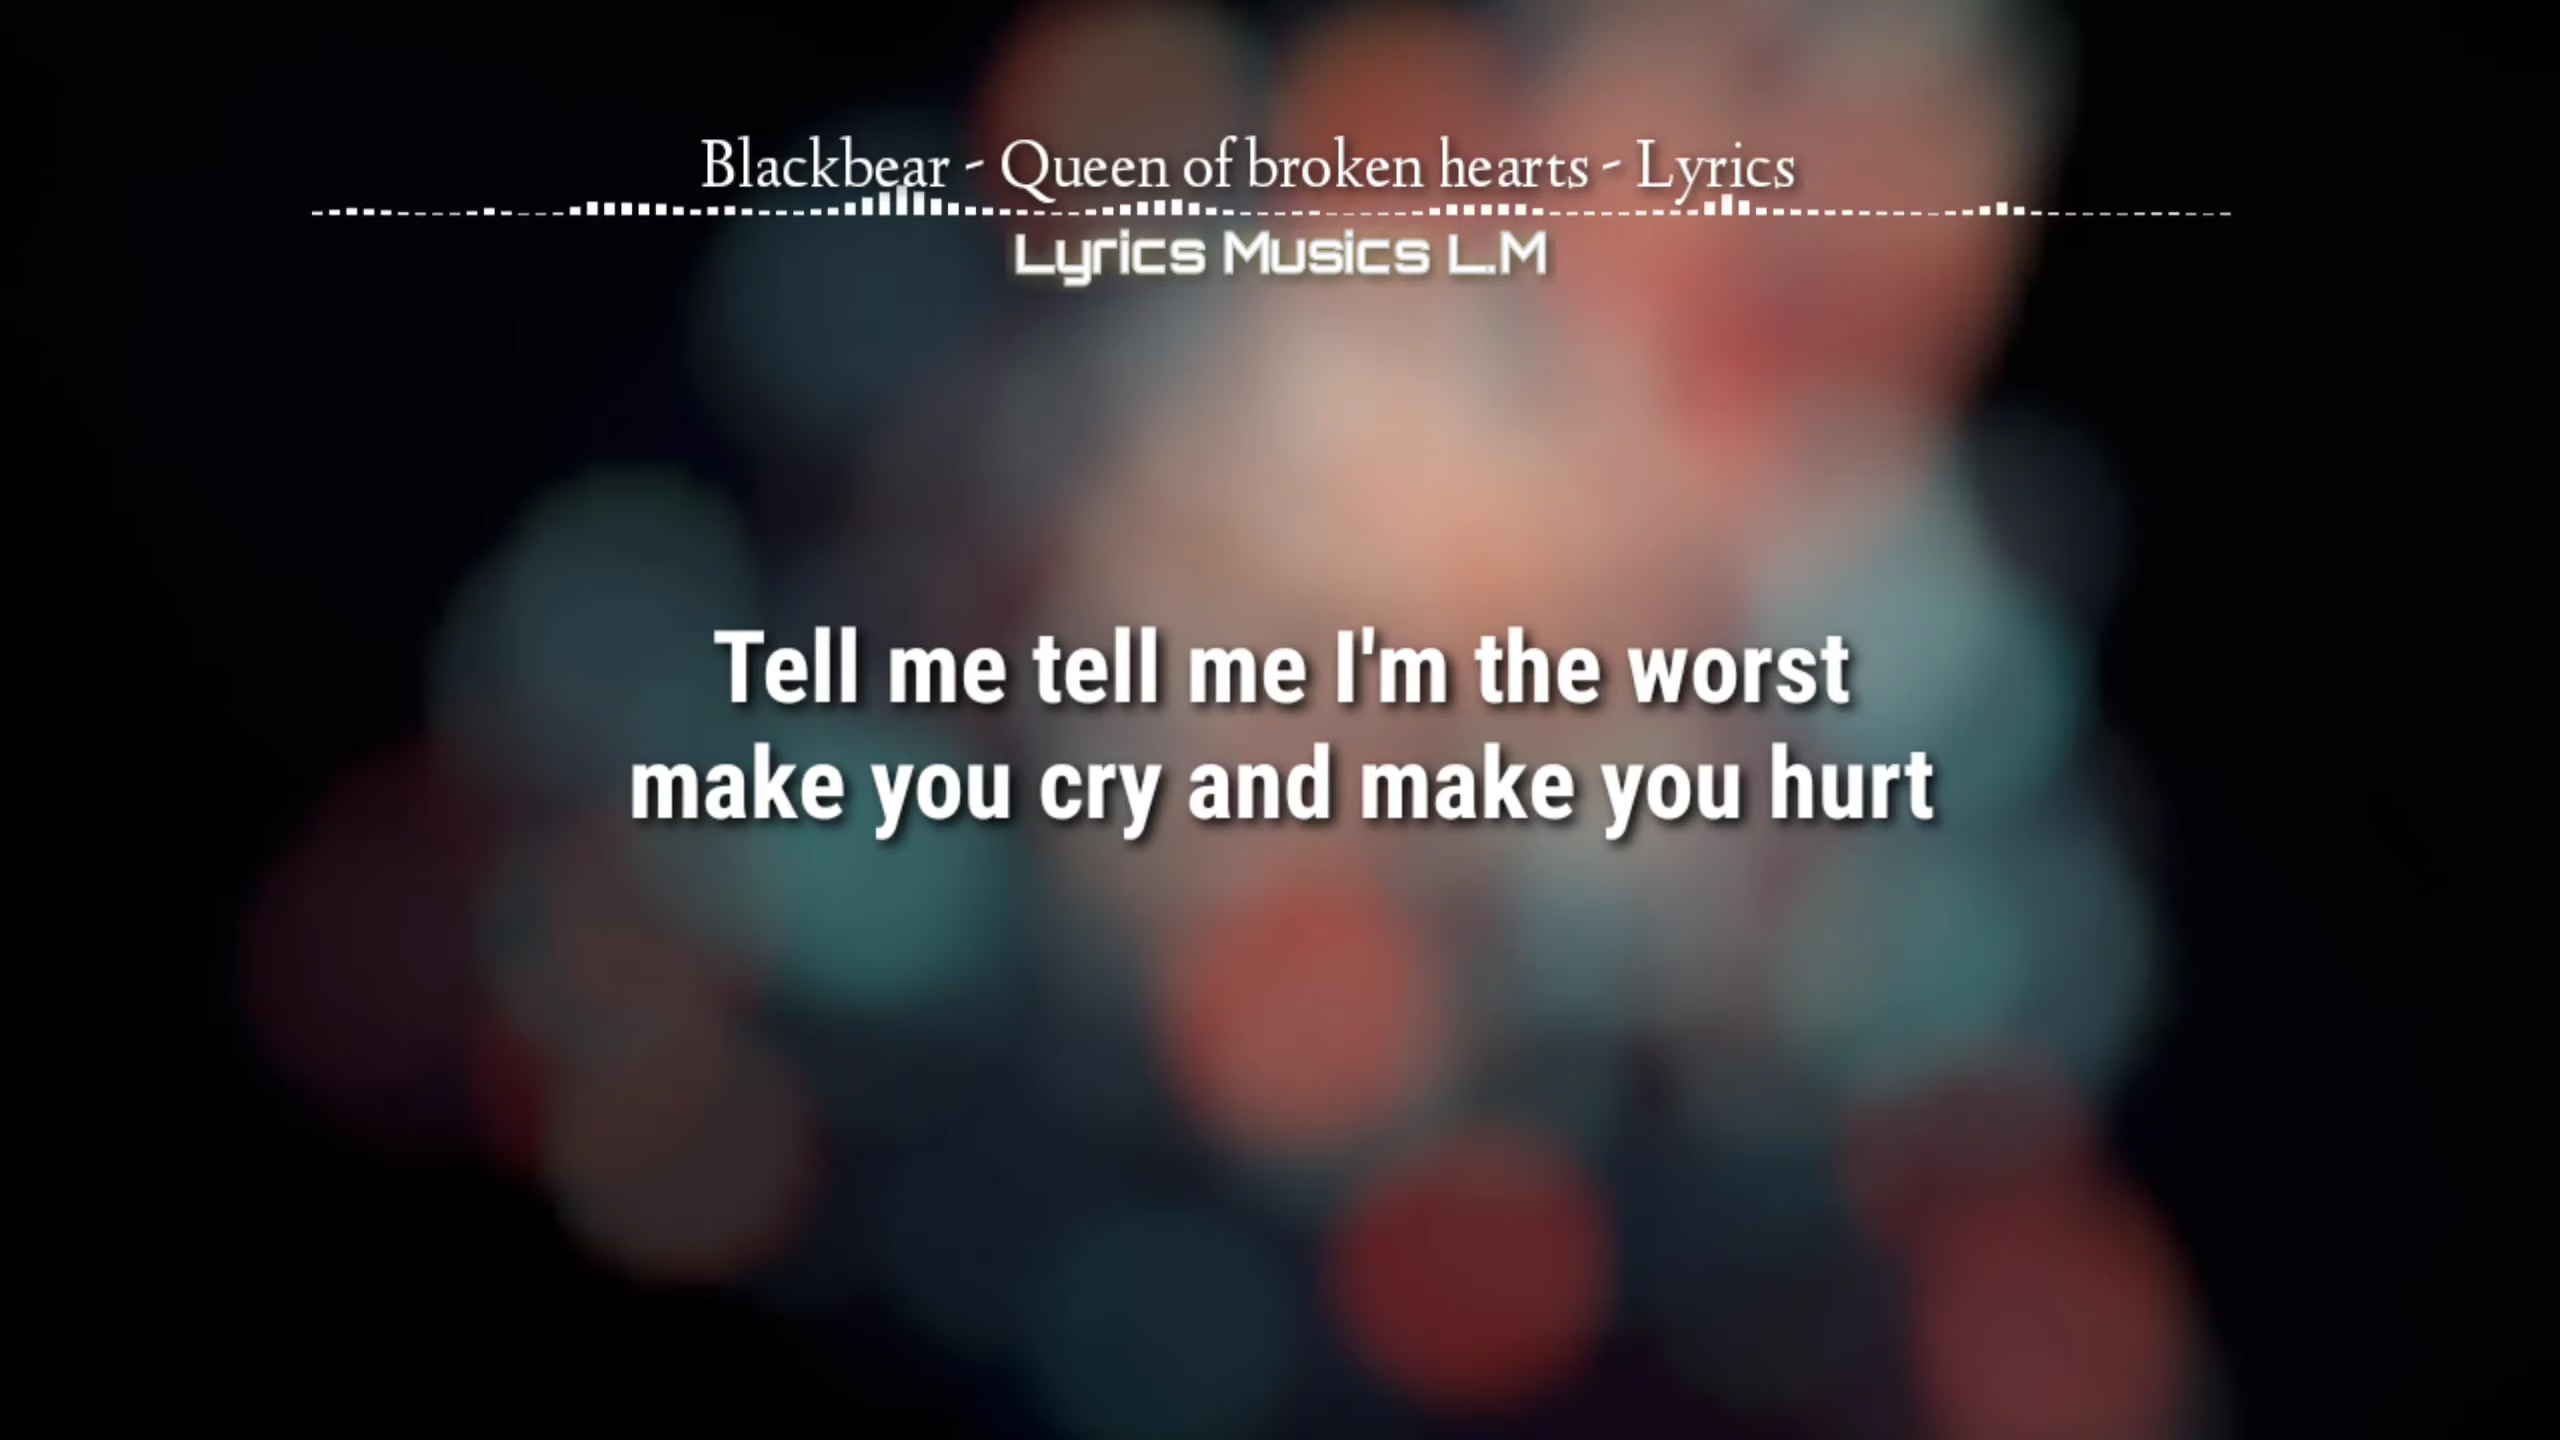 Blackbear - Queen of broken hearts - Lyrics
Lyrics Musics L.M
Tell me tell me I'm the worst
make you cry and make you hurt